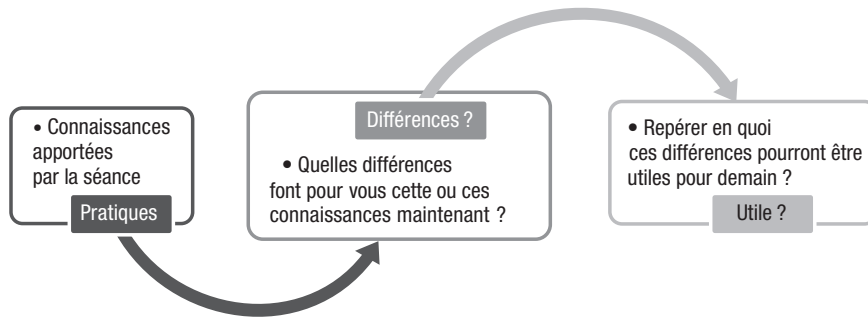 • Connaissances
apportées
par la séance
Pratiques
Différences ?
• Quelles différences
font pour vous cette ou ces
connaissances maintenant ?
• Repérer en quoi
ces différences pourront être
utiles pour demain ?
Utile ?